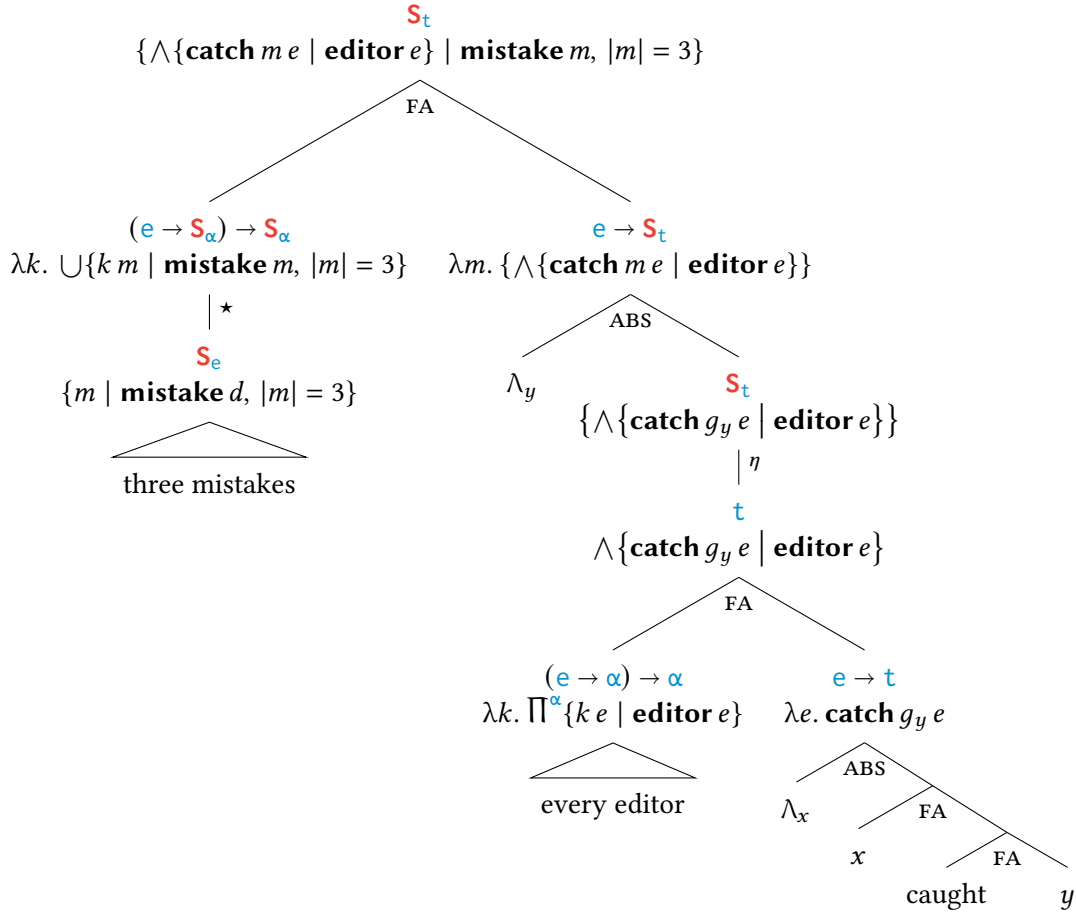 S_t
{⋀{catch m e | editor e} | mistake m, |m| = 3}
FA
(e → S_α) → S_α
e → S_t
λk. ⋃{k m | mistake m, |m| = 3}
λm. {⋀{catch m e | editor e}}
⋆
ABS
S_e
{m | mistake d, |m| = 3}
Λ_y
S_t
{⋀{catch g_y e | editor e}}
three mistakes
η
t
⋀{catch g_y e | editor e}
FA
(e → α) → α
e → t
λk. ∏^α{k e | editor e}
λe. catch g_y e
ABS
every editor
Λ_x
FA
x
FA
caught
y